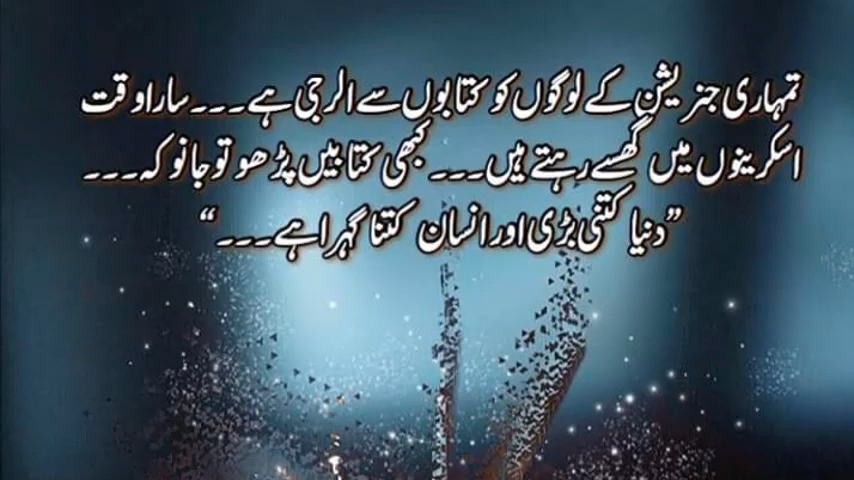 تمہاری جنریشن کے لوگوں کو کتابوں سے الرجی ہے۔۔۔سارا وقت
اسکرینوں میں گھسے رہتے ہیں۔۔۔کبھی کتابیں پڑھو تو جانو کہ۔۔۔
”دنیا کتنی بڑی اور انسان کتنا گہرا ہے۔۔۔“